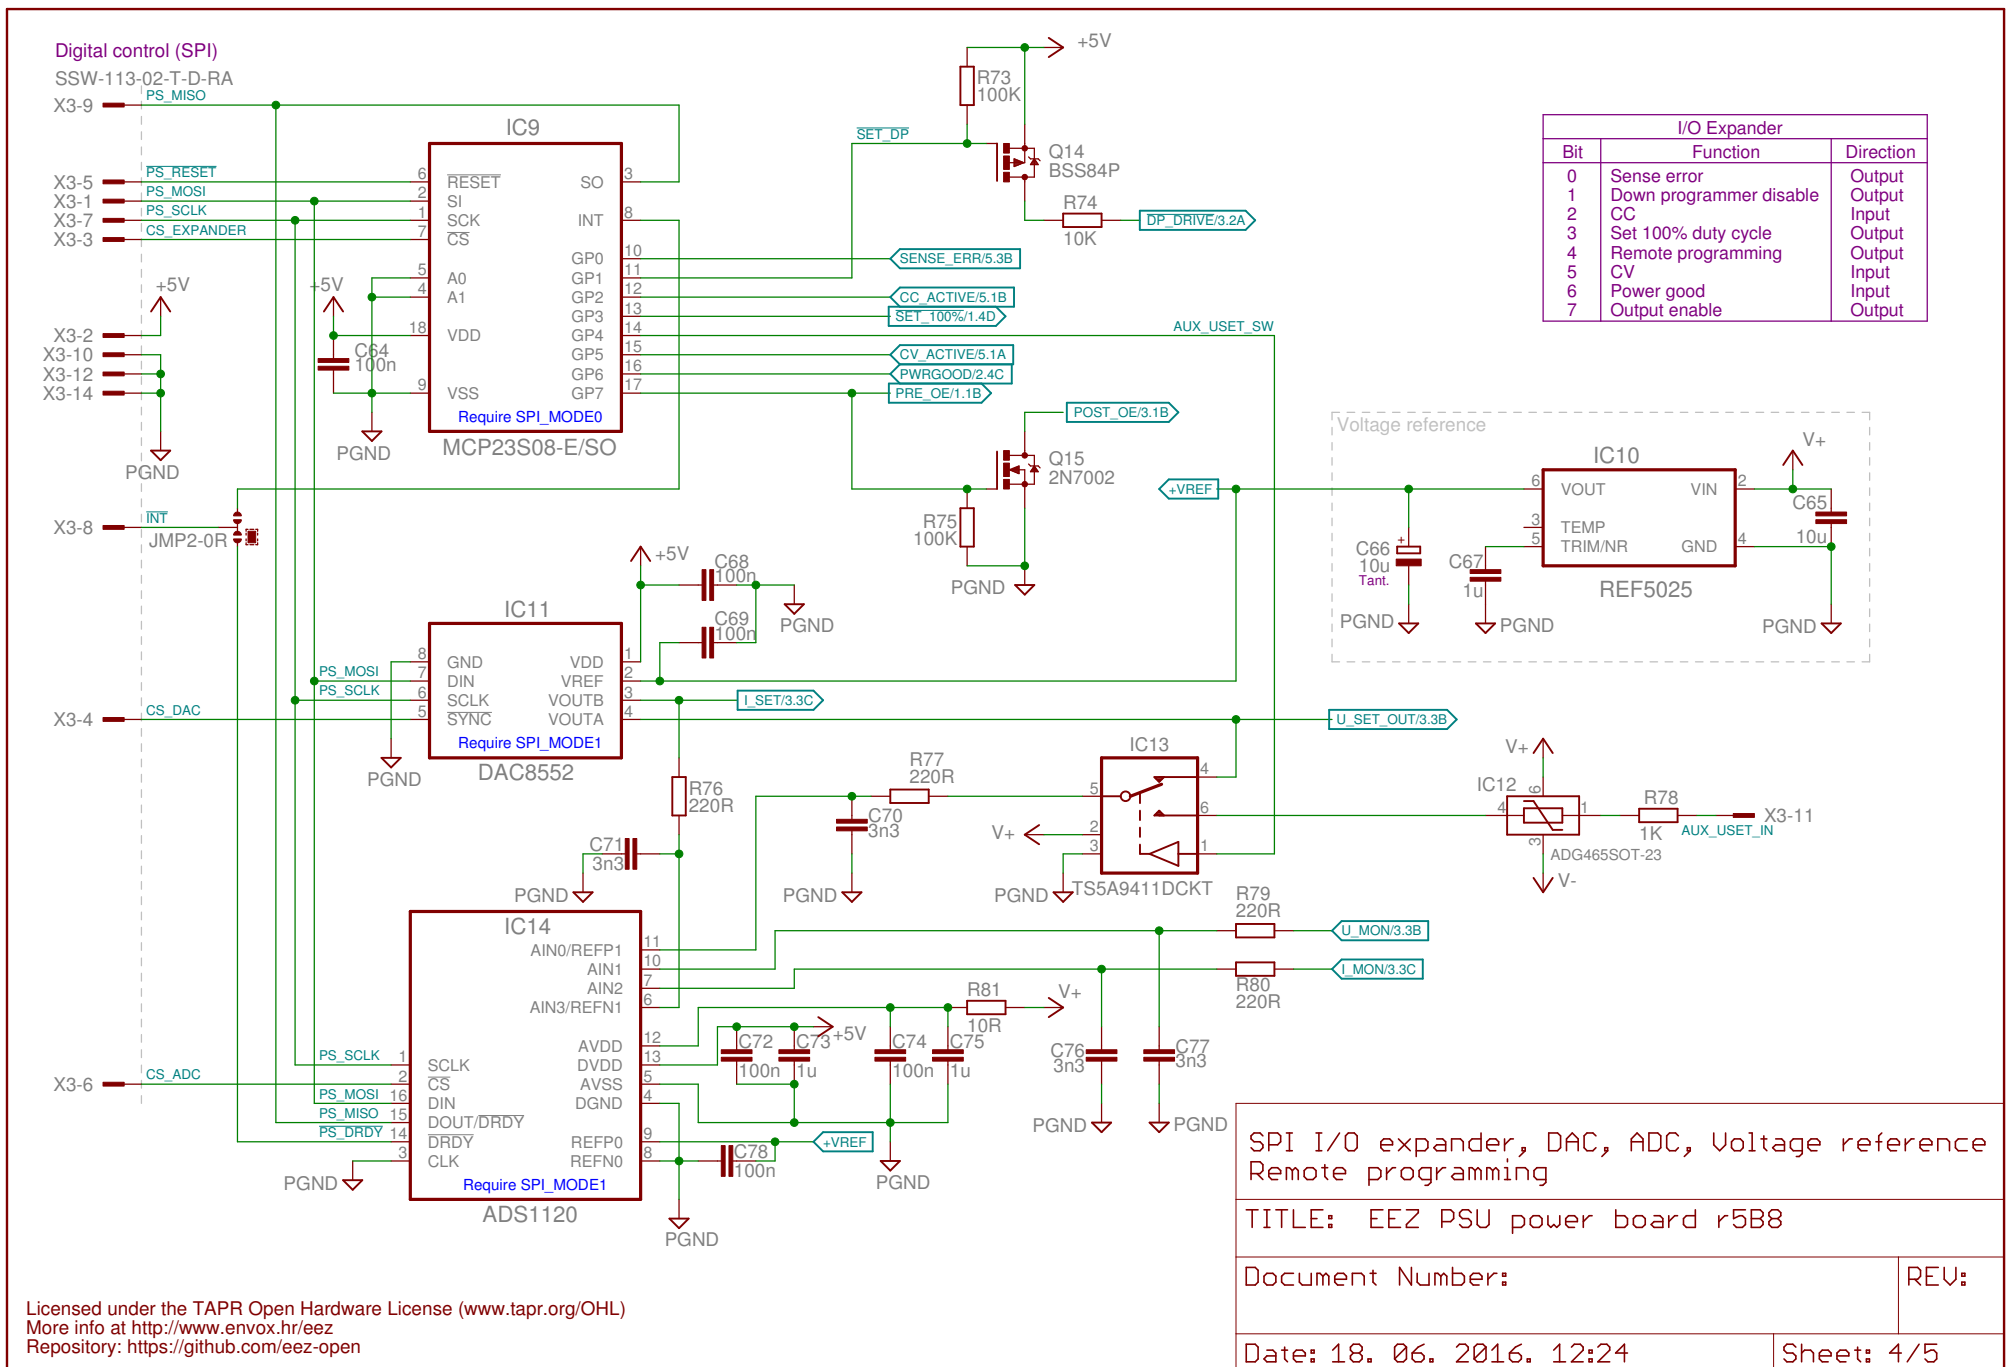 Digital control (SPI)
SSW-113-02-T-D-RA
X3-9 PS_MISO
X3-5 PS_RESET
X3-1 PS_MOSI
X3-7 PS_SCLK
X3-3 CS_EXPANDER
+5V
X3-2
X3-10
X3-12
X3-14
PGND
X3-8 INT
JMP2-0R
X3-4 CS_DAC
X3-6 CS_ADC
IC9
6 RESET SO 3
2 SI
1 SCK INT 8
7 CS
GP0 10
5 A0 GP1 11
4 A1 GP2 12
GP3 13
18 VDD GP4 14
GP5 15
GP6 16
9 VSS GP7 17
Require SPI_MODE0
MCP23S08-E/SO
+5V
C64
100n
PGND
SET_DP
R73
100K
+5V
Q14
BSS84P
R74
10K
DP_DRIVE/3.2A
SENSE_ERR/5.3B
CC_ACTIVE/5.1B
SET_100%/1.4D
AUX_USET_SW
CV_ACTIVE/5.1A
PWRGOOD/2.4C
PRE_OE/1.1B
POST_OE/3.1B
Q15
2N7002
R75
100K
PGND
I/O Expander
Bit Function Direction
0 Sense error Output
1 Down programmer disable Output
2 CC Input
3 Set 100% duty cycle Output
4 Remote programming Output
5 CV Input
6 Power good Input
7 Output enable Output
Voltage reference
+VREF
IC10
6 VOUT VIN 2
3 TEMP
5 TRIM/NR GND 4
REF5025
V+
C65
10u
C66
10u
Tant.
C67
1u
PGND
PGND
PGND
IC11
8 GND VDD 1
PS_MOSI 7 DIN VREF 2
PS_SCLK 6 SCLK VOUTB 3
5 SYNC VOUTA 4
Require SPI_MODE1
DAC8552
PGND
+5V
C68
100n
C69
100n
PGND
I_SET/3.3C
U_SET_OUT/3.3B
R76
220R
C71
3n3
PGND
R77
220R
C70
3n3
PGND
IC13
5 4
6
2
3 1
V+
PGND
TS5A9411DCKT
V+
IC12
6
4 1
3
ADG465SOT-23
V-
R78
1K
X3-11
AUX_USET_IN
R79
220R
U_MON/3.3B
I_MON/3.3C
R80
220R
IC14
AIN0/REFP1 11
AIN1 10
AIN2 7
AIN3/REFN1 6
AVDD 12
PS_SCLK 1 SCLK DVDD 13
2 CS AVSS 5
PS_MOSI 16 DIN DGND 4
PS_MISO 15 DOUT/DRDY
PS_DRDY 14 DRDY REFP0 9
3 CLK REFN0 8
Require SPI_MODE1
ADS1120
PGND
R81
10R
V+
C72
100n
C73
1u
+5V
C74
100n
C75
1u
C76
3n3
C77
3n3
PGND
PGND
C78
100n
+VREF
PGND
PGND
SPI I/O expander, DAC, ADC, Voltage reference
Remote programming
TITLE: EEZ PSU power board r5B8
Document Number:
REV:
Date: 18. 06. 2016. 12:24
Sheet: 4/5
Licensed under the TAPR Open Hardware License (www.tapr.org/OHL)
More info at http://www.envox.hr/eez
Repository: https://github.com/eez-open